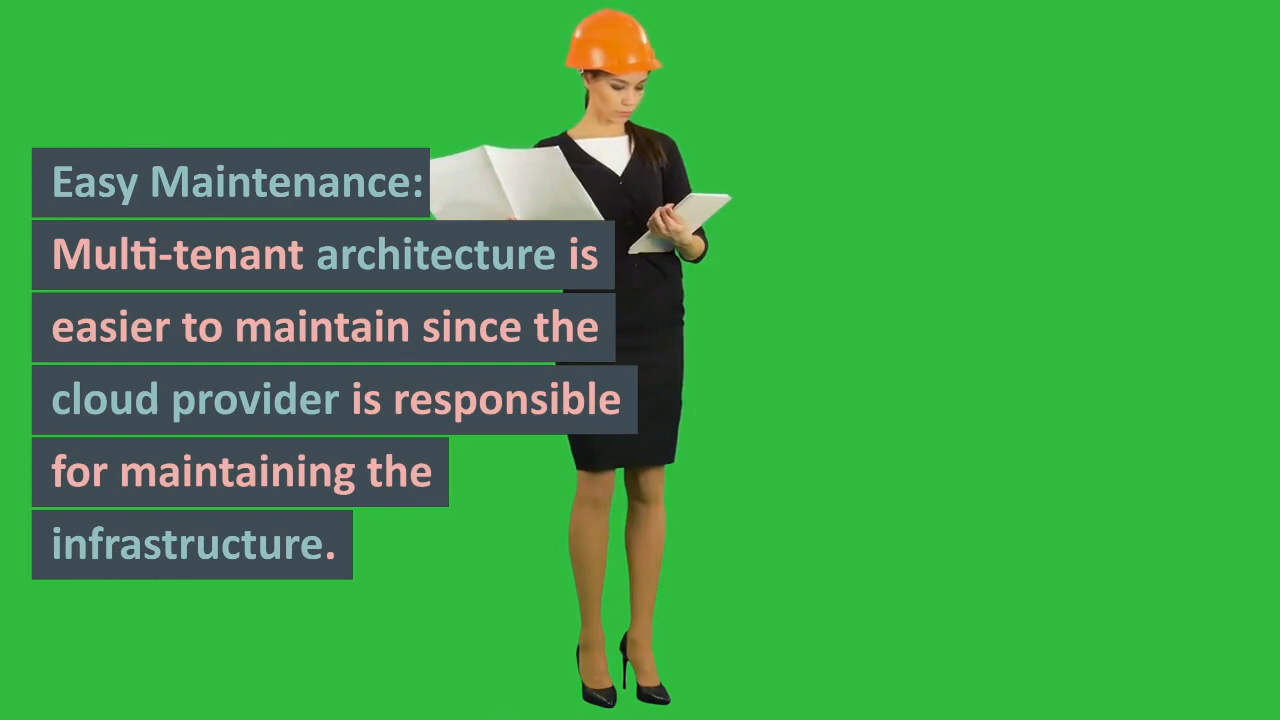 Easy Maintenance:
Multi-tenant architecture is
easier to maintain since the
cloud provider is responsible
for maintaining the
infrastructure.